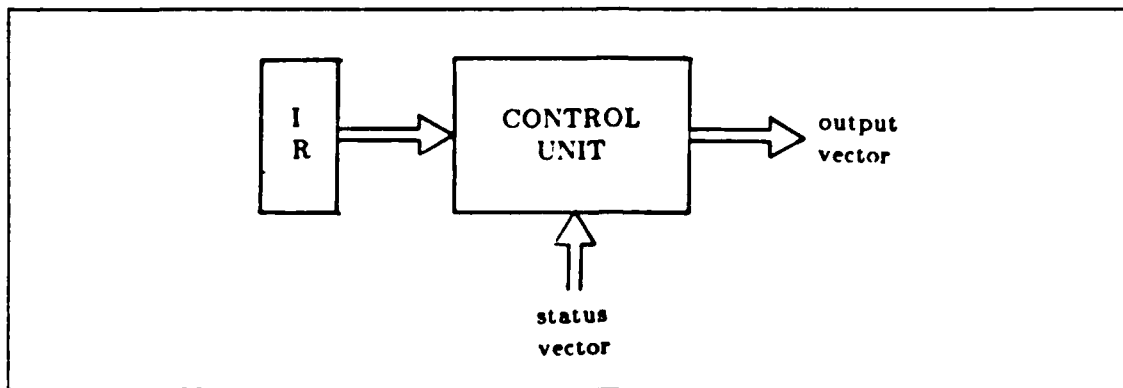 I
R
CONTROL
UNIT
output
vector
status
vector